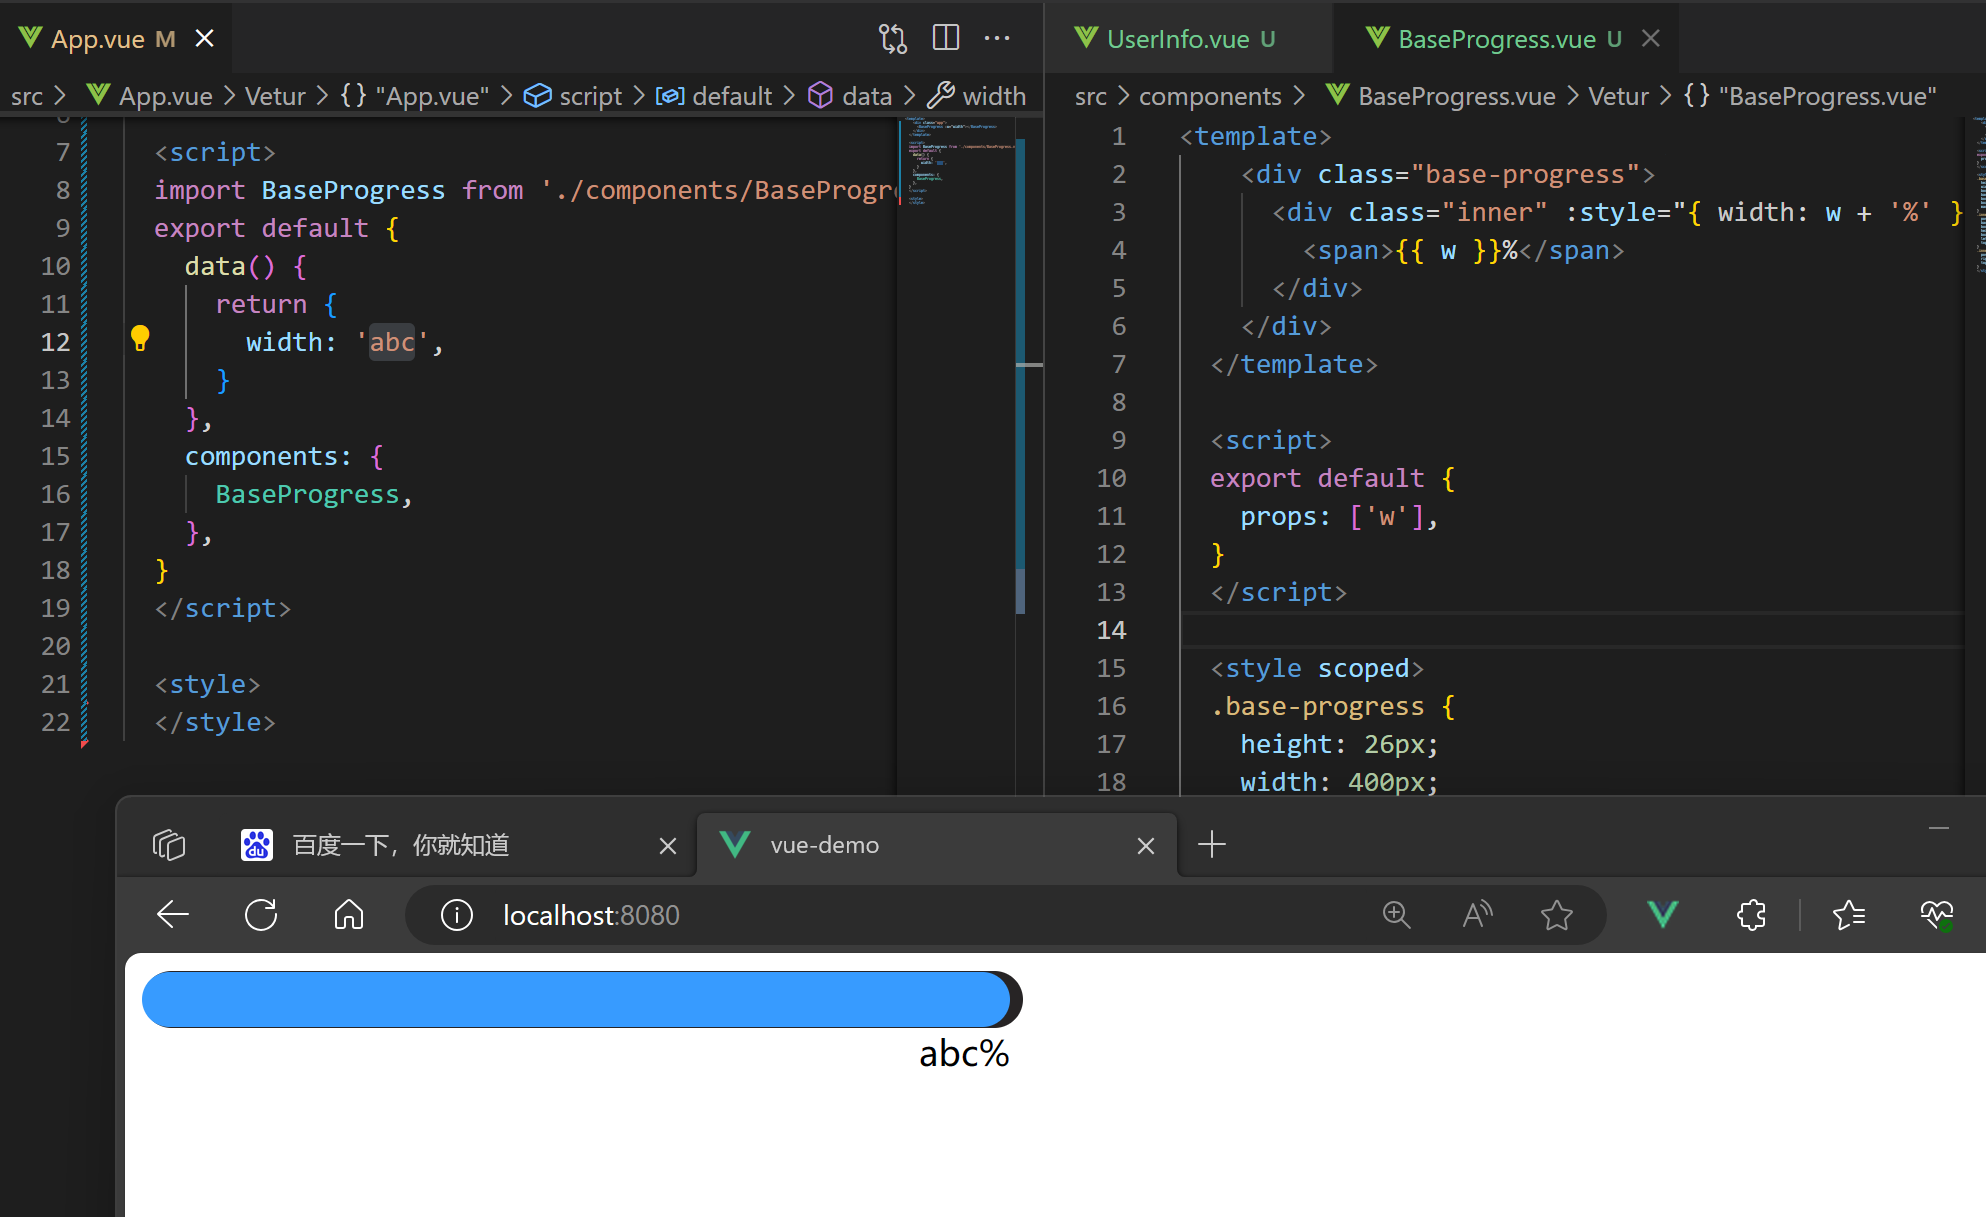 App.vue M
src > App.vue > Vetur > {} "App.vue" > script > default > data > width
6
7 <script>
8 import BaseProgress from './components/BaseProgre
9 export default {
10 data() {
11 return {
12 width: 'abc',
13 }
14 },
15 components: {
16 BaseProgress,
17 },
18 }
19 </script>
20
21 <style>
22 </style>
UserInfo.vue U
BaseProgress.vue U
src > components > BaseProgress.vue > Vetur > {} "BaseProgress.vue"
1 <template>
2 <div class="base-progress">
3 <div class="inner" :style="{ width: w + '%' }
4 <span>{{ w }}%</span>
5 </div>
6 </div>
7 </template>
8
9 <script>
10 export default {
11 props: ['w'],
12 }
13 </script>
14
15 <style scoped>
16 .base-progress {
17 height: 26px;
18 width: 400px;
百度一下，你就知道
vue-demo
localhost:8080
abc%